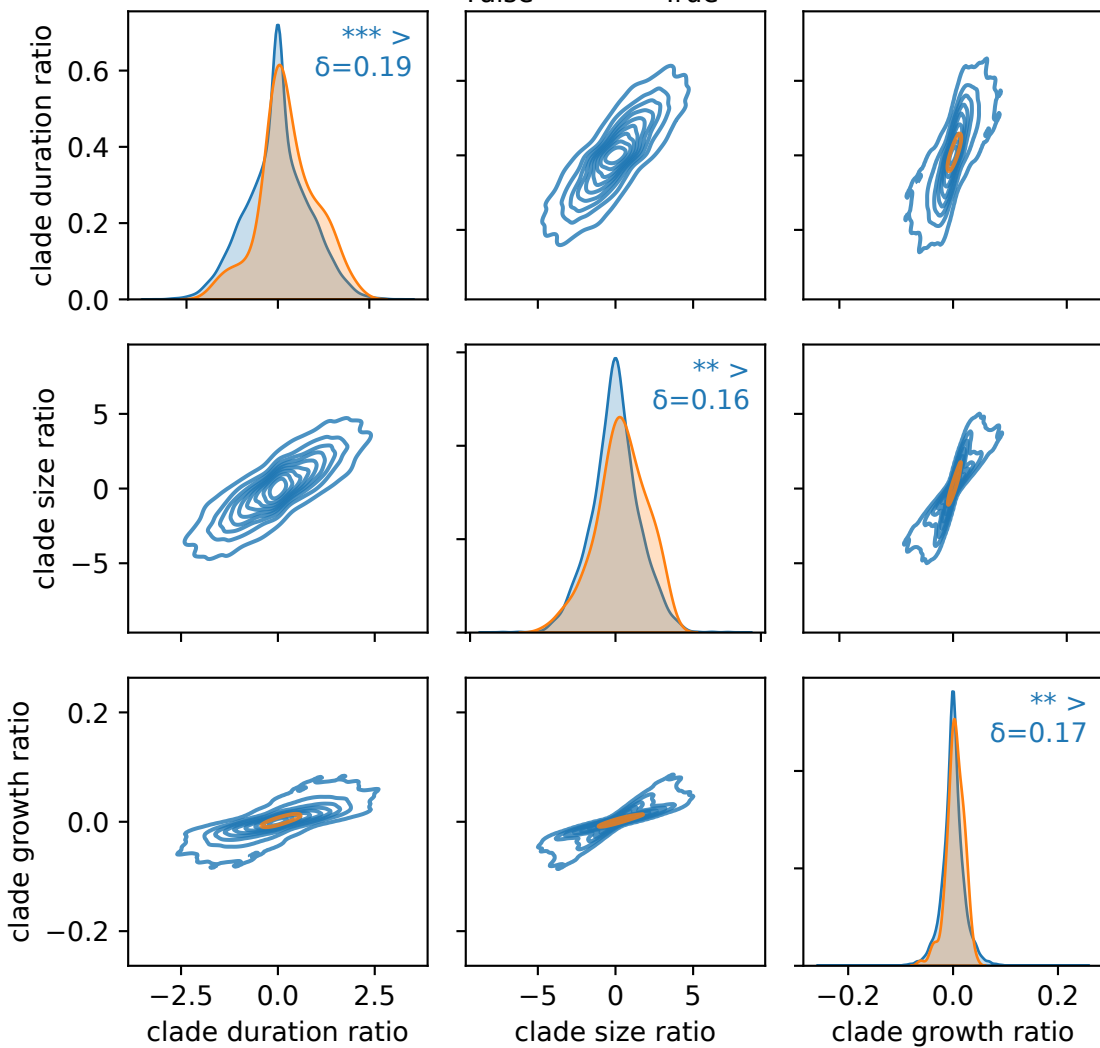 clade duration ratio
0.6
0.4
0.2
0.0
*** >
δ=0.19
clade size ratio
5
0
−5
** >
δ=0.16
clade growth ratio
0.2
0.0
−0.2
** >
δ=0.17
−2.5 0.0 2.5
−5 0 5
−0.2 0.0 0.2
clade duration ratio
clade size ratio
clade growth ratio